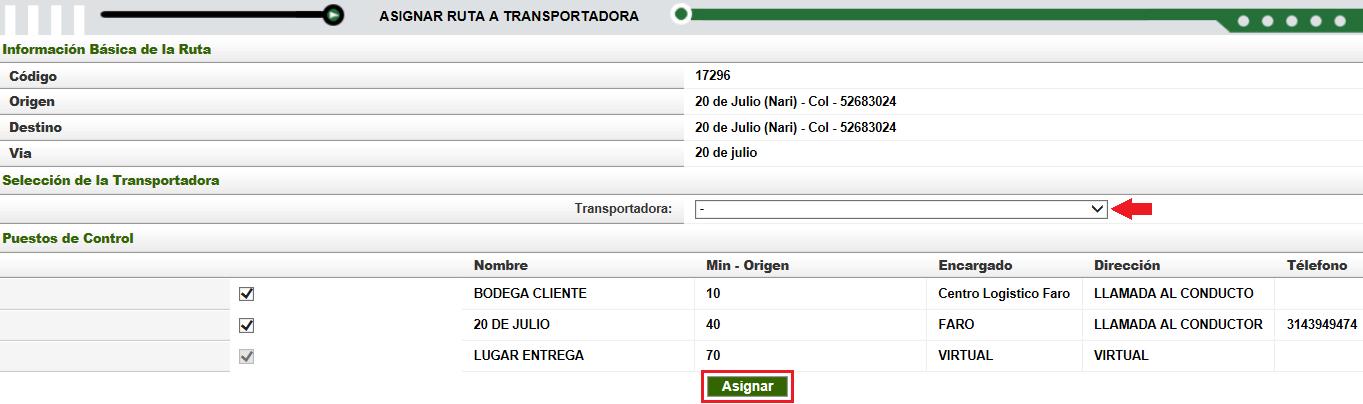 ASIGNAR RUTA A TRANSPORTADORA
Información Básica de la Ruta
Código 17296
Origen 20 de Julio (Nari) - Col - 52683024
Destino 20 de Julio (Nari) - Col - 52683024
Via 20 de julio
Selección de la Transportadora
Transportadora: -
Puestos de Control
Nombre Min - Origen Encargado Dirección Télefono
BODEGA CLIENTE 10 Centro Logistico Faro LLAMADA AL CONDUCTO
20 DE JULIO 40 FARO LLAMADA AL CONDUCTOR 3143949474
LUGAR ENTREGA 70 VIRTUAL VIRTUAL
Asignar